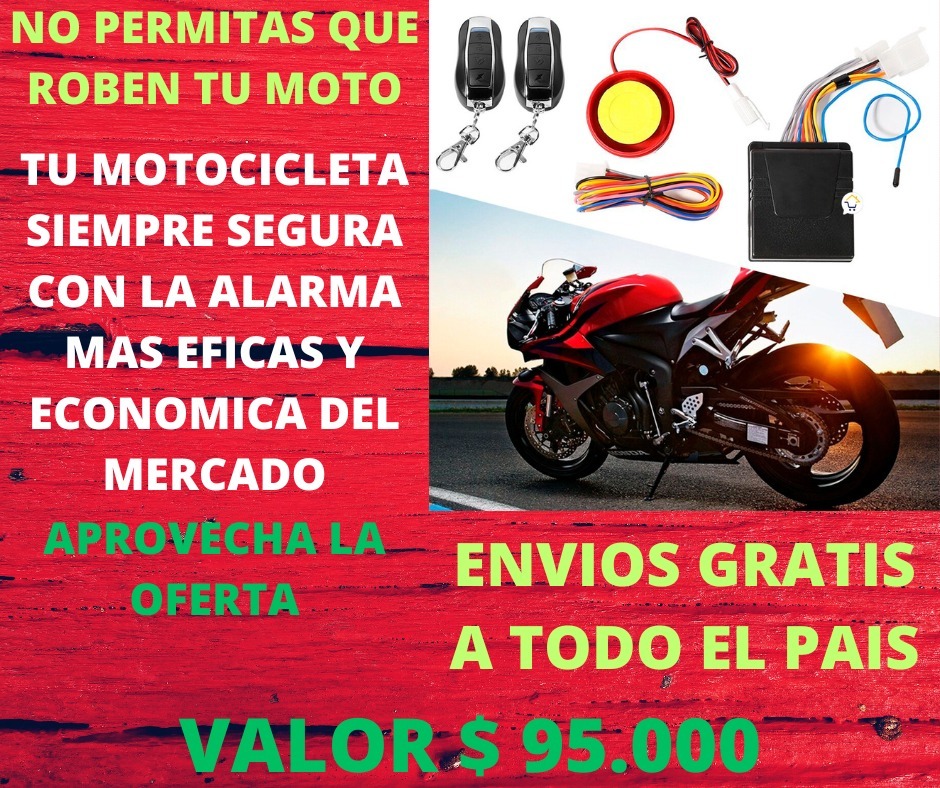 NO PERMITAS QUE
ROBEN TU MOTO
TU MOTOCICLETA
SIEMPRE SEGURA
CON LA ALARMA
MAS EFICAS Y
ECONOMICA DEL
MERCADO
APROVECHA LA
OFERTA
HONDA
ENVIOS GRATIS
A TODO EL PAIS
VALOR $ 95.000